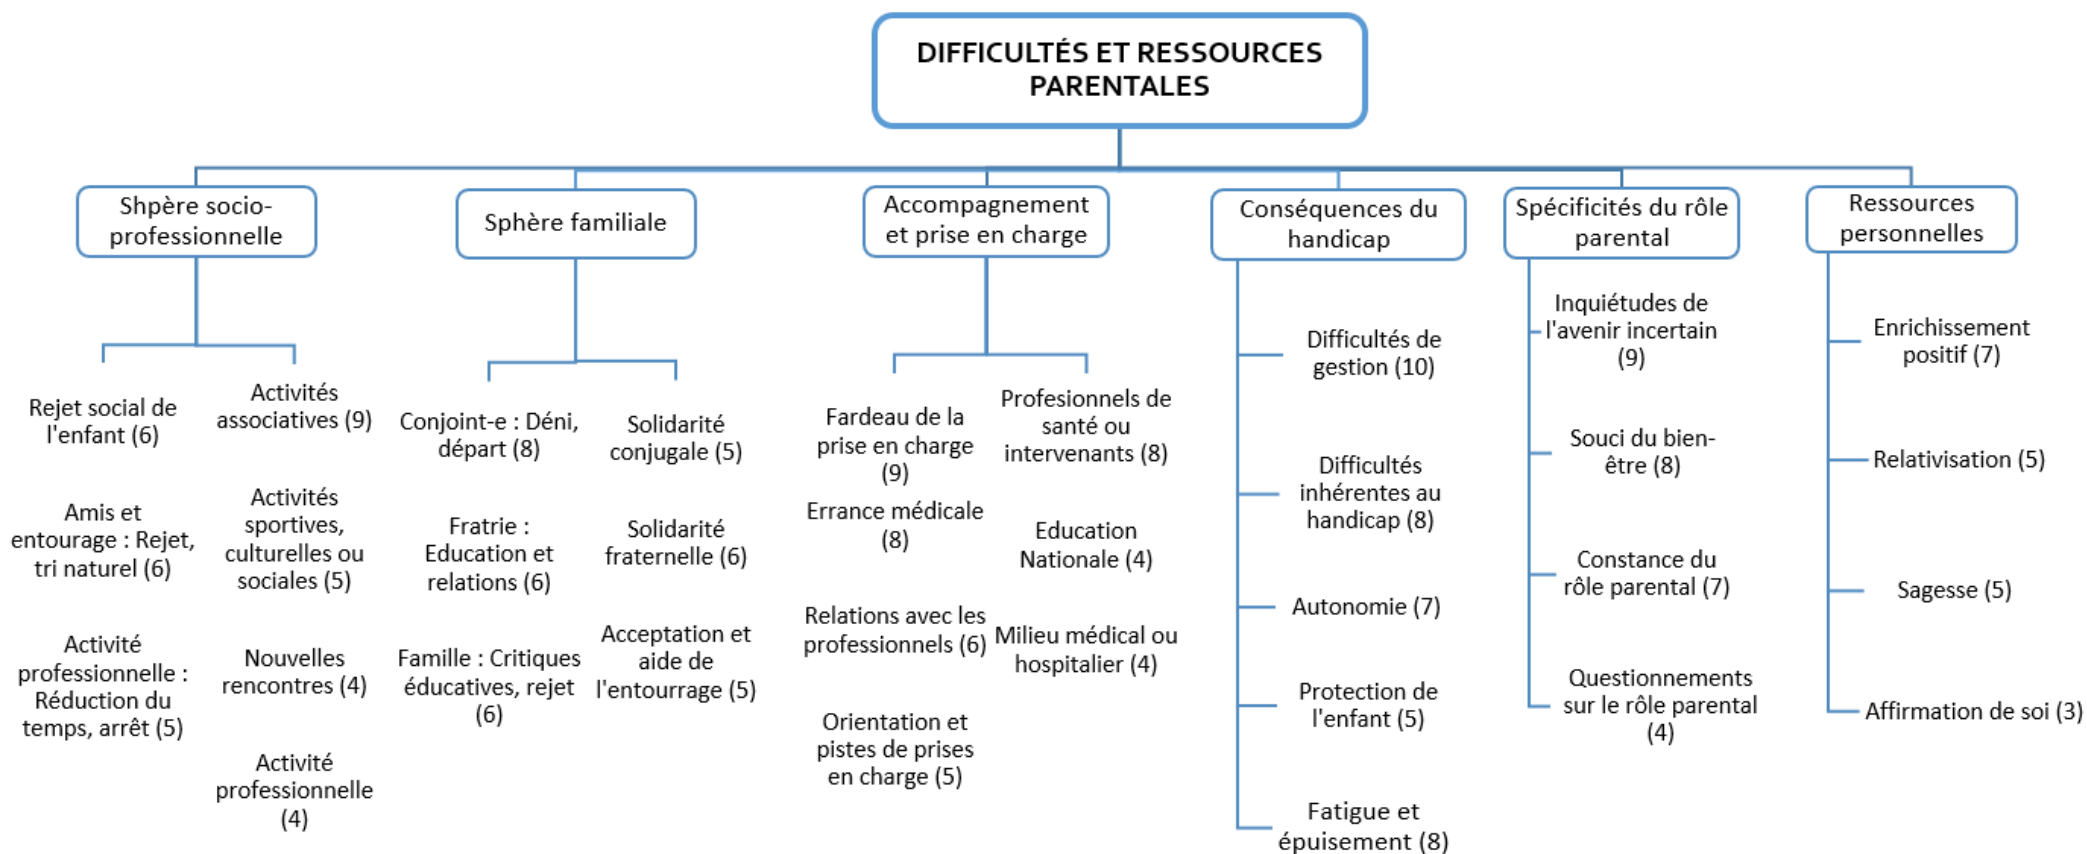 DIFFICULTÉS ET RESSOURCES
PARENTALES
Shpère socio-
professionnelle
Rejet social de
l'enfant (6)
Amis et
entourage : Rejet,
tri naturel (6)
Activité
professionnelle :
Réduction du
temps, arrêt (5)
Activités
associatives (9)
Activités
sportives,
culturelles ou
sociales (5)
Nouvelles
rencontres (4)
Activité
professionnelle
(4)
Sphère familiale
Conjoint-e : Déni,
départ (8)
Fratrie :
Education et
relations (6)
Famille : Critiques
éducatives, rejet
(6)
Solidarité
conjugale (5)
Solidarité
fraternelle (6)
Acceptation et
aide de
l'entourrage (5)
Accompagnement
et prise en charge
Fardeau de la
prise en charge
(9)
Errance médicale
(8)
Relations avec les
professionnels (6)
Orientation et
pistes de prises
en charge (5)
Profesionnels de
santé ou
intervenants (8)
Education
Nationale (4)
Milieu médical ou
hospitalier (4)
Conséquences du
handicap
Difficultés de
gestion (10)
Difficultés
inhérentes au
handicap (8)
Autonomie (7)
Protection de
l'enfant (5)
Fatigue et
épuisement (8)
Spécificités du rôle
parental
Inquiétudes de
l'avenir incertain
(9)
Souci du bien-
être (8)
Constance du
rôle parental (7)
Questionnements
sur le rôle parental
(4)
Ressources
personnelles
Enrichissement
positif (7)
Relativisation (5)
Sagesse (5)
Affirmation de soi (3)